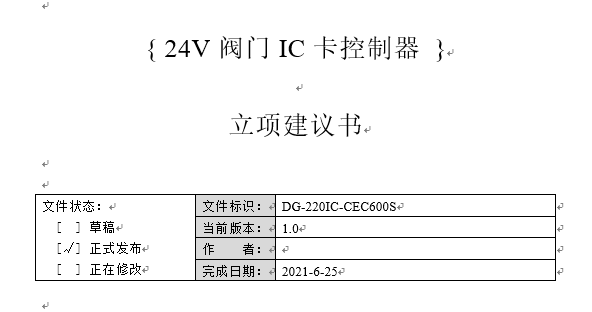 { 24V 阀门 IC 卡控制器 }
立项建议书
文件状态：
[ ] 草稿
[√] 正式发布
[ ] 正在修改
文件标识： DG-220IC-CEC600S
当前版本： 1.0
作 者：
完成日期： 2021-6-25